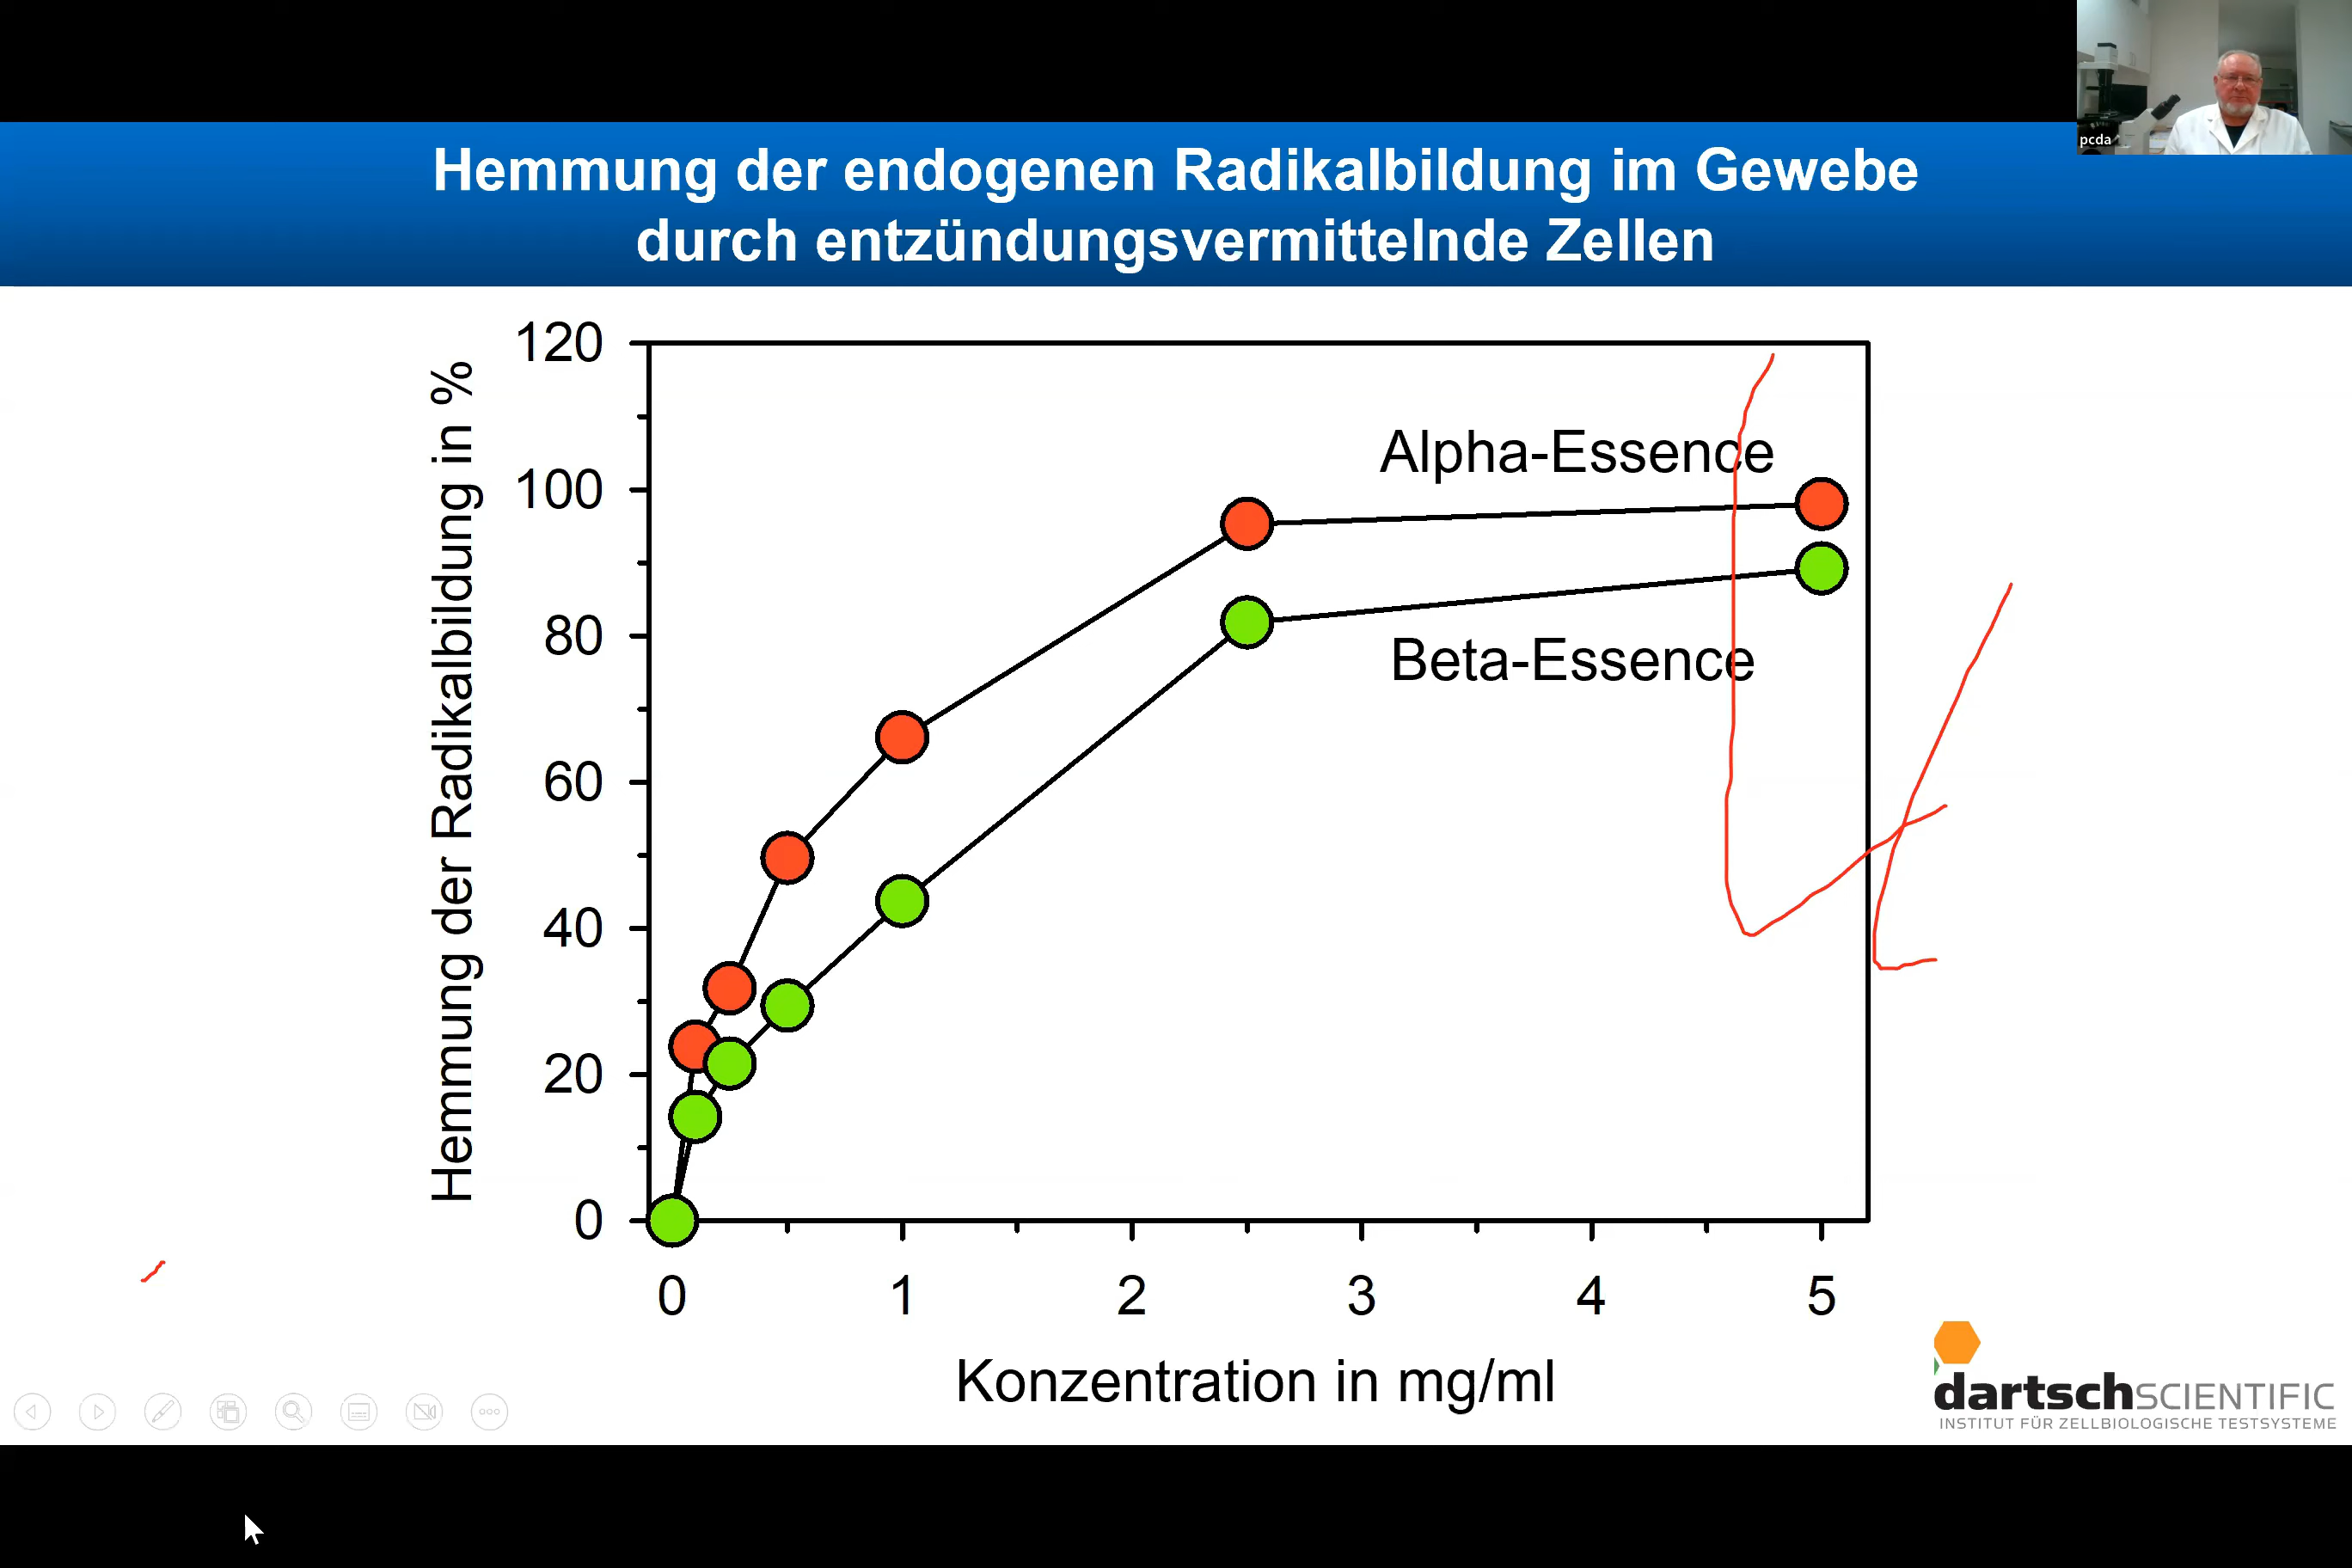 pcda
Hemmung der endogenen Radikalbildung im Gewebe
durch entzündungsvermittelnde Zellen
Hemmung der Radikalbildung in %
120
100
80
60
40
20
0
Alpha-Essence
Beta-Essence
0 1 2 3 4 5
Konzentration in mg/ml
dartschSCIENTIFIC
INSTITUT FÜR ZELLBIOLOGISCHE TESTSYSTEME